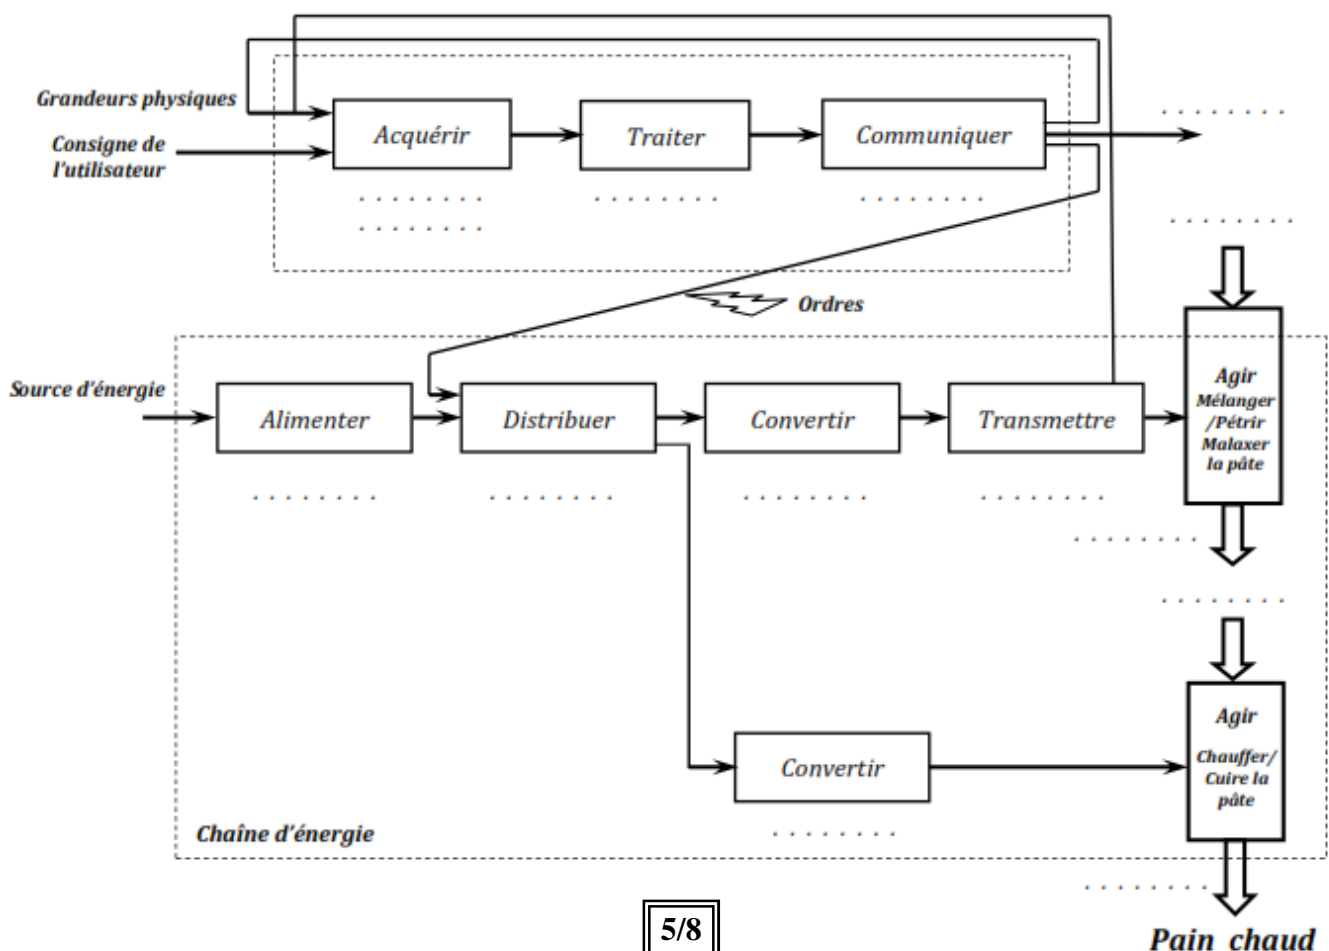 Grandeurs physiques
Consigne de
l'utilisateur
Acquérir
Traiter
Communiquer
. . . . . . . .
. . . . . . . .
. . . . . . . .
. . . . . . . .
. . . . . . . .
. . . . . . . .
Ordres
Source d'énergie
Alimenter
Distribuer
Convertir
Transmettre
Agir
Mélanger
/Pétrir
Malaxer
la pâte
. . . . . . . .
. . . . . . . .
. . . . . . . .
. . . . . . . .
. . . . . . . .
. . . . . . . .
Convertir
Agir
Chauffer/
Cuire la
pâte
. . . . . . . .
Chaîne d'énergie
. . . . . . . .
5/8
Pain chaud